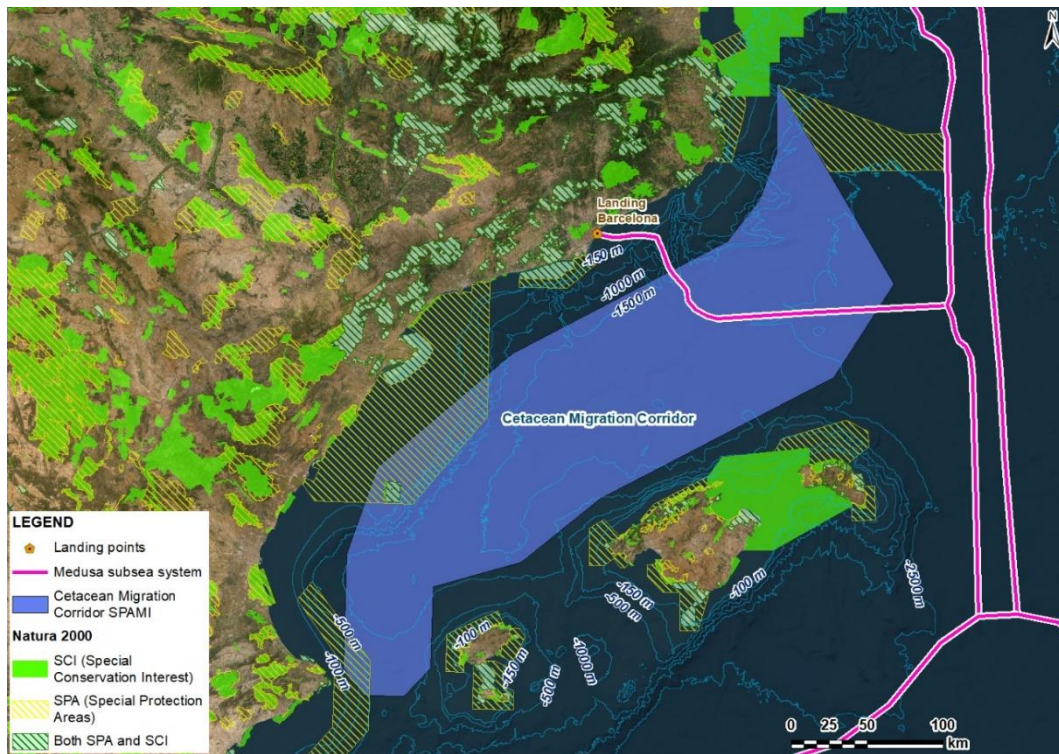 N
Landing
Barcelona
-150 m
-1000 m
-1500 m
Cetacean Migration Corridor
-2500 m
-150 m
-500 m
-100 m
-500 m
-100 m
-100 m
-150 m
-500 m
-1000 m
LEGEND
Landing points
Medusa subsea system
Cetacean Migration
Corridor SPAMI
Natura 2000
SCI (Special
Conservation Interest)
SPA (Special Protection
Areas)
Both SPA and SCI
0 25 50 100
km